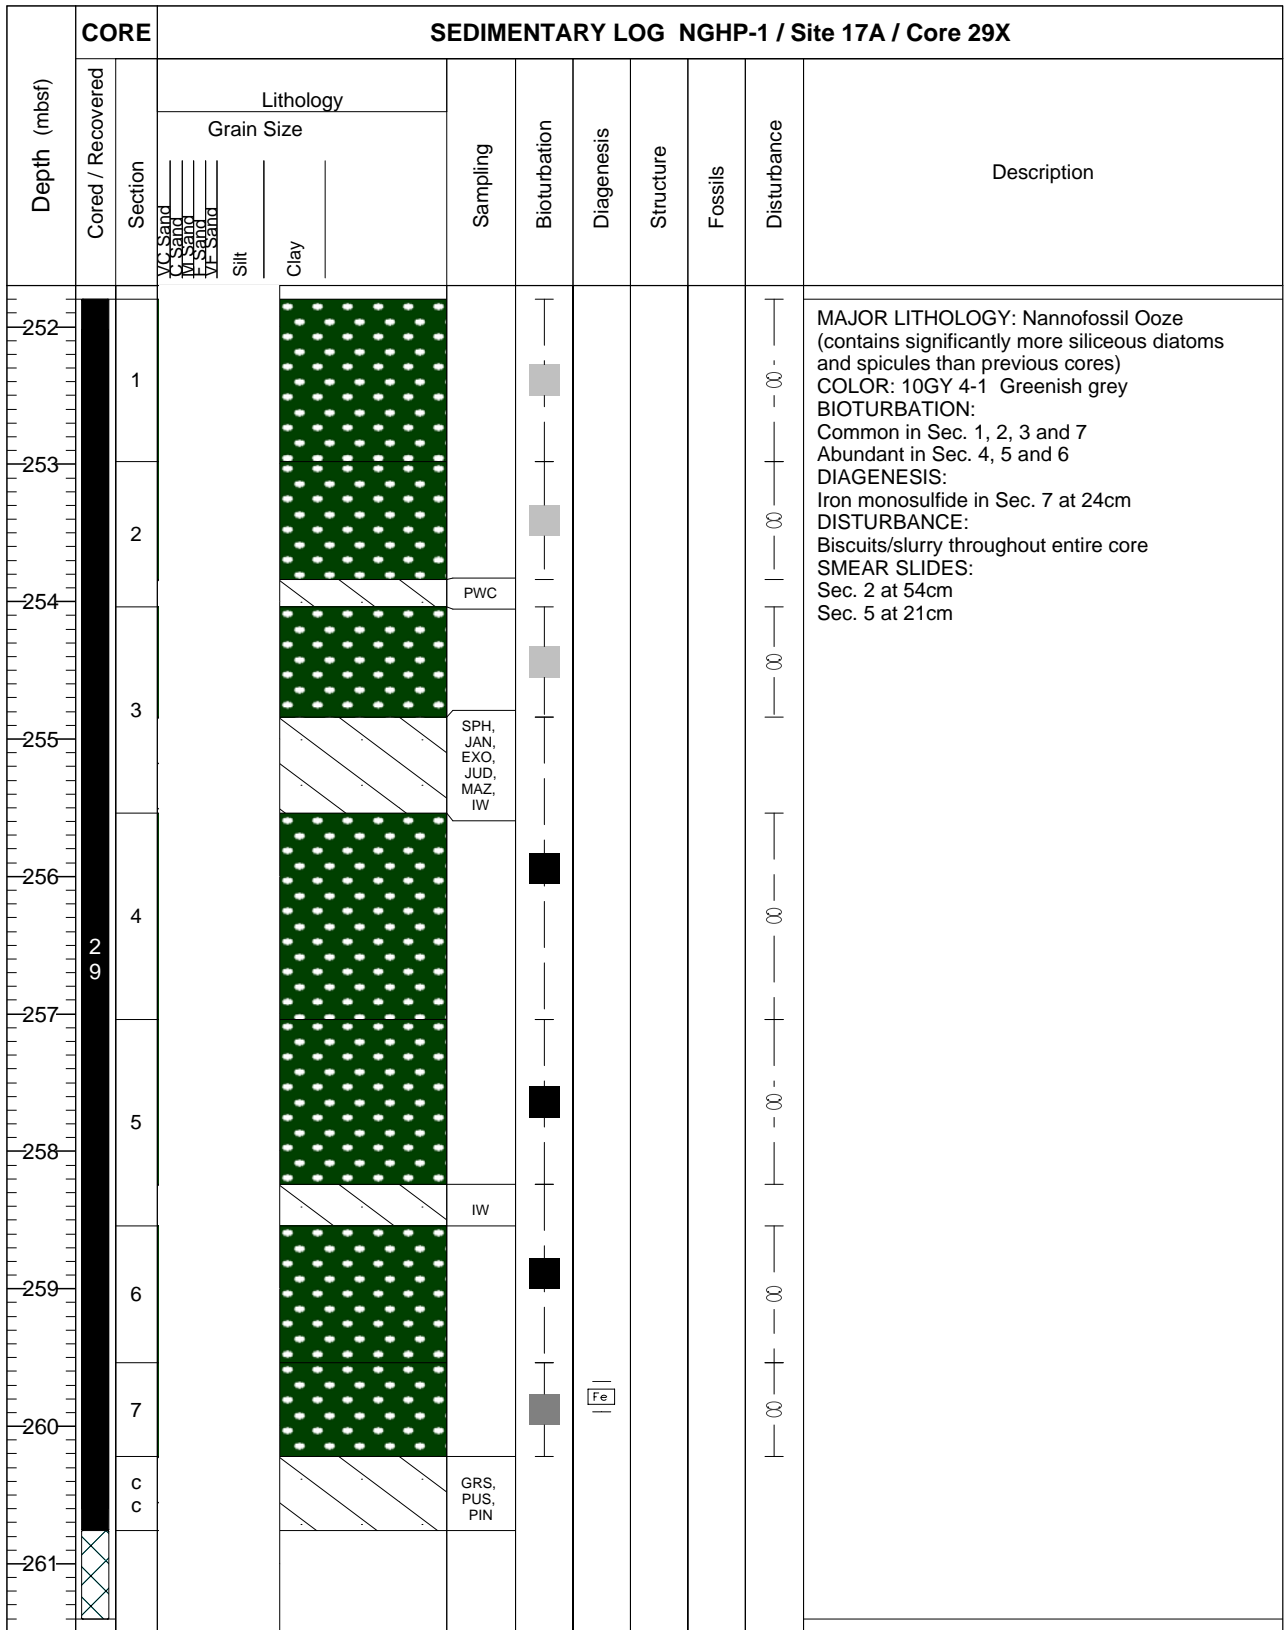 CORE
SEDIMENTARY LOG  NGHP-1 / Site 17A / Core 29X
Depth (mbsf)
Cored / Recovered
Section
Lithology
Grain Size
VC Sand
C Sand
M Sand
F Sand
VF Sand
Silt
Clay
Sampling
Bioturbation
Diagenesis
Structure
Fossils
Disturbance
Description
252
253
254
255
256
257
258
259
260
261
2
9
1
2
3
4
5
6
7
c
c
PWC
SPH,
JAN,
EXO,
JUD,
MAZ,
IW
IW
GRS,
PUS,
PIN
Fe
MAJOR LITHOLOGY: Nannofossil Ooze
(contains significantly more siliceous diatoms
and spicules than previous cores)
COLOR: 10GY 4-1  Greenish grey
BIOTURBATION:
Common in Sec. 1, 2, 3 and 7
Abundant in Sec. 4, 5 and 6
DIAGENESIS:
Iron monosulfide in Sec. 7 at 24cm
DISTURBANCE:
Biscuits/slurry throughout entire core
SMEAR SLIDES:
Sec. 2 at 54cm
Sec. 5 at 21cm